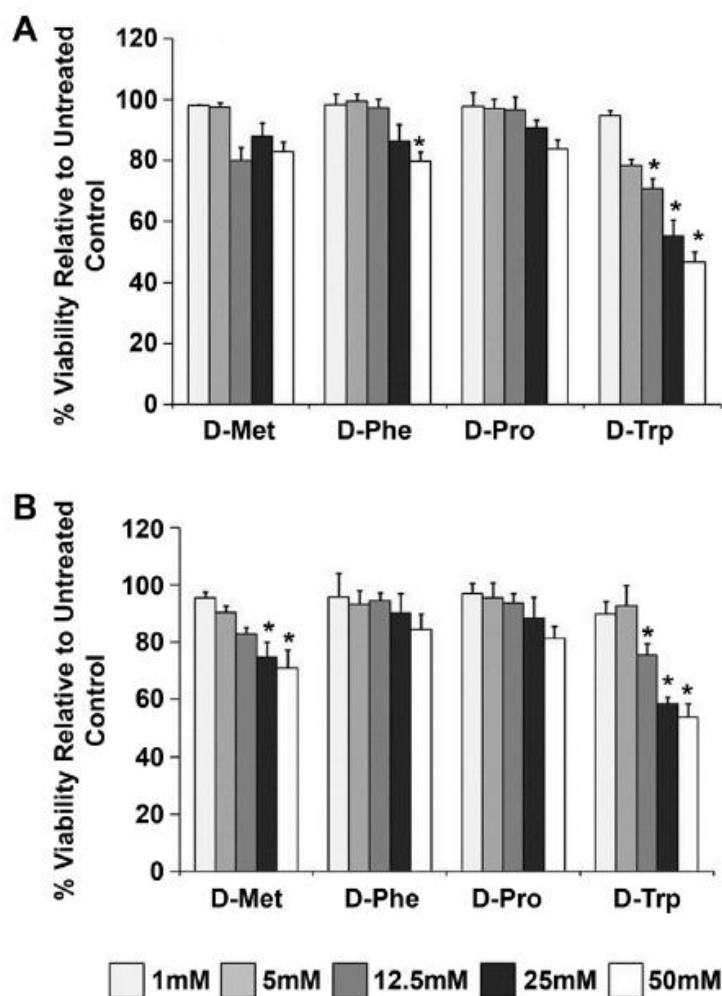 A
% Viability Relative to Untreated
Control
120
100
80
60
40
20
0
*
*
*
*
D-Met D-Phe D-Pro D-Trp
B
% Viability Relative to Untreated
Control
120
100
80
60
40
20
0
*
*
*
*
*
D-Met D-Phe D-Pro D-Trp
1mM 5mM 12.5mM 25mM 50mM